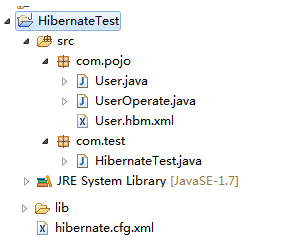 HibernateTest
src
com.pojo
User.java
UserOperate.java
User.hbm.xml
com.test
HibernateTest.java
JRE System Library [JavaSE-1.7]
lib
hibernate.cfg.xml